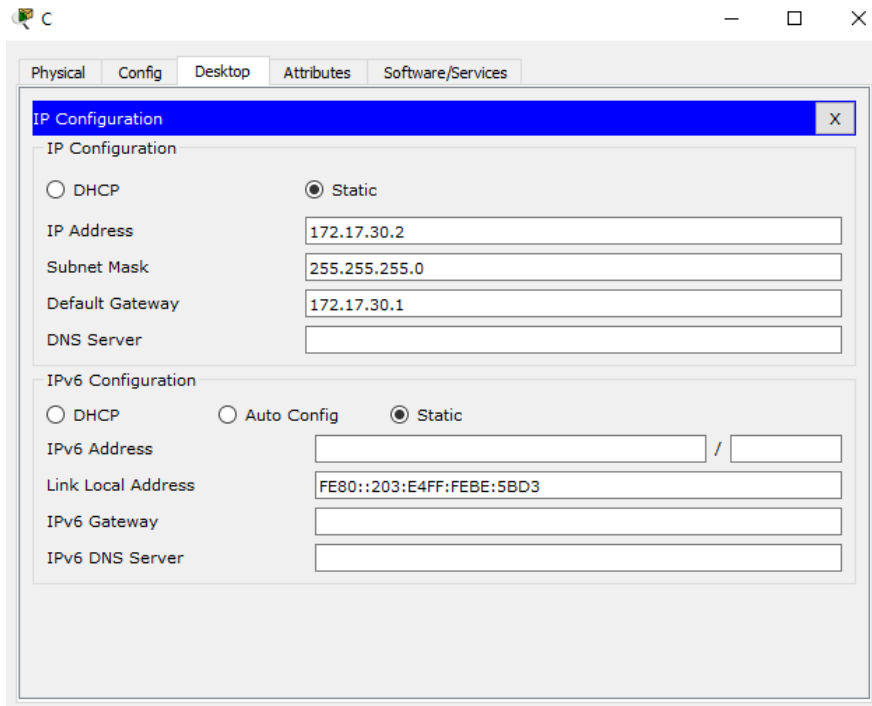 C
Physical Config Desktop Attributes Software/Services
IP Configuration X
IP Configuration
DHCP Static
IP Address 172.17.30.2
Subnet Mask 255.255.255.0
Default Gateway 172.17.30.1
DNS Server
IPv6 Configuration
DHCP Auto Config Static
IPv6 Address /
Link Local Address FE80::203:E4FF:FEBE:5BD3
IPv6 Gateway
IPv6 DNS Server